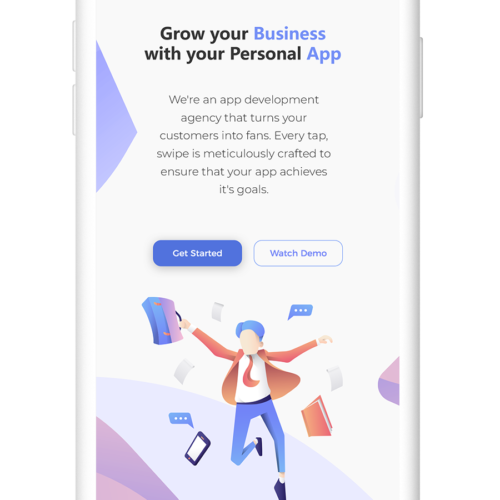 Grow your Business
with your Personal App
We're an app development
agency that turns your
customers into fans. Every tap,
swipe is meticulously crafted to
ensure that your app achieves
it's goals.
Get Started
Watch Demo